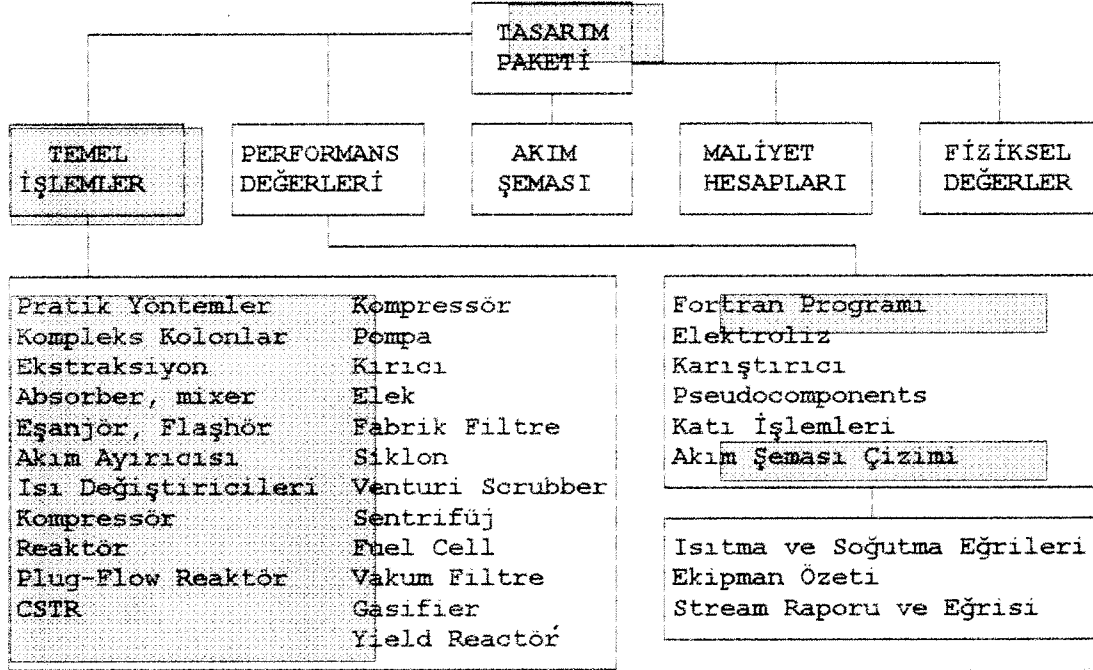 TASARIM
PAKETİ
TEMEL
İŞLEMLER
PERFORMANS
DEĞERLERİ
AKIM
ŞEMASI
MALİYET
HESAPLARI
FİZİKSEL
DEĞERLER
Pratik Yöntemler
Kompleks Kolonlar
Ekstraksiyon
Absorber, mixer
Eşanjör, Flaşhör
Akım Ayırıcısı
Isı Değiştiricileri
Kompressör
Reaktör
Plug-Flow Reaktör
CSTR
Kompressör
Pompa
Kırıcı
Elek
Fabrik Filtre
Siklon
Venturi Scrubber
Sentrifüj
Fuel Cell
Vakum Filtre
Gasifier
Yield Reactör
Fortran Programı
Elektroliz
Karıştırıcı
Pseudocomponents
Katı İşlemleri
Akım Şeması Çizimi
Isıtma ve Soğutma Eğrileri
Ekipman Özeti
Stream Raporu ve Eğrisi